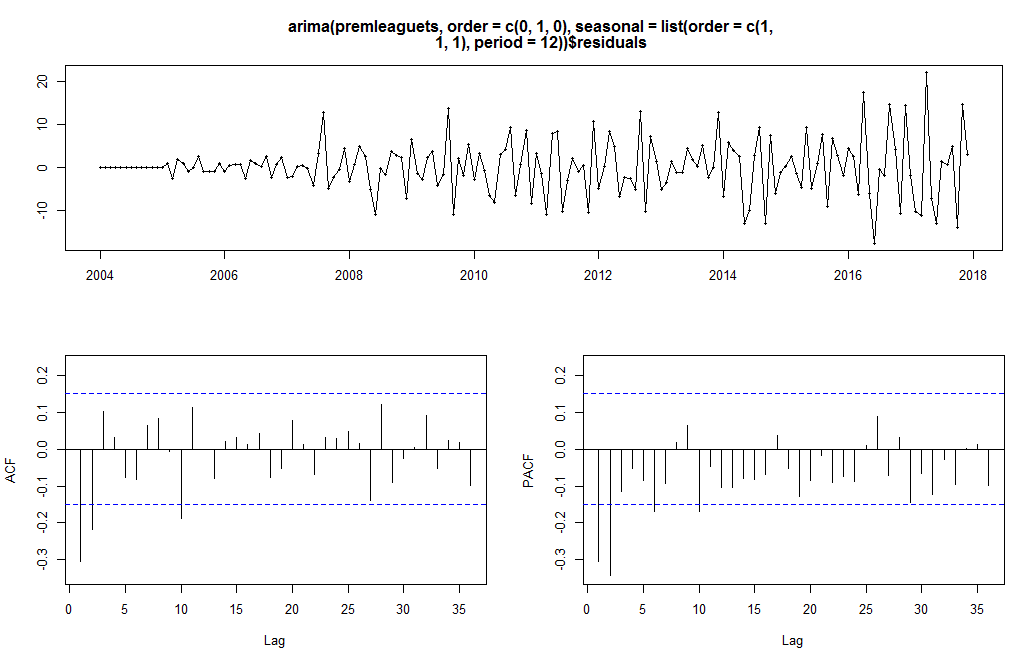 arima(premleaguets, order = c(0, 1, 0), seasonal = list(order = c(1,
1, 1), period = 12))$residuals
20
10
0
-10
2004 2006 2008 2010 2012 2014 2016 2018
ACF
0.2
0.1
0.0
-0.1
-0.2
-0.3
0 5 10 15 20 25 30 35
Lag
PACF
0.2
0.1
0.0
-0.1
-0.2
-0.3
0 5 10 15 20 25 30 35
Lag